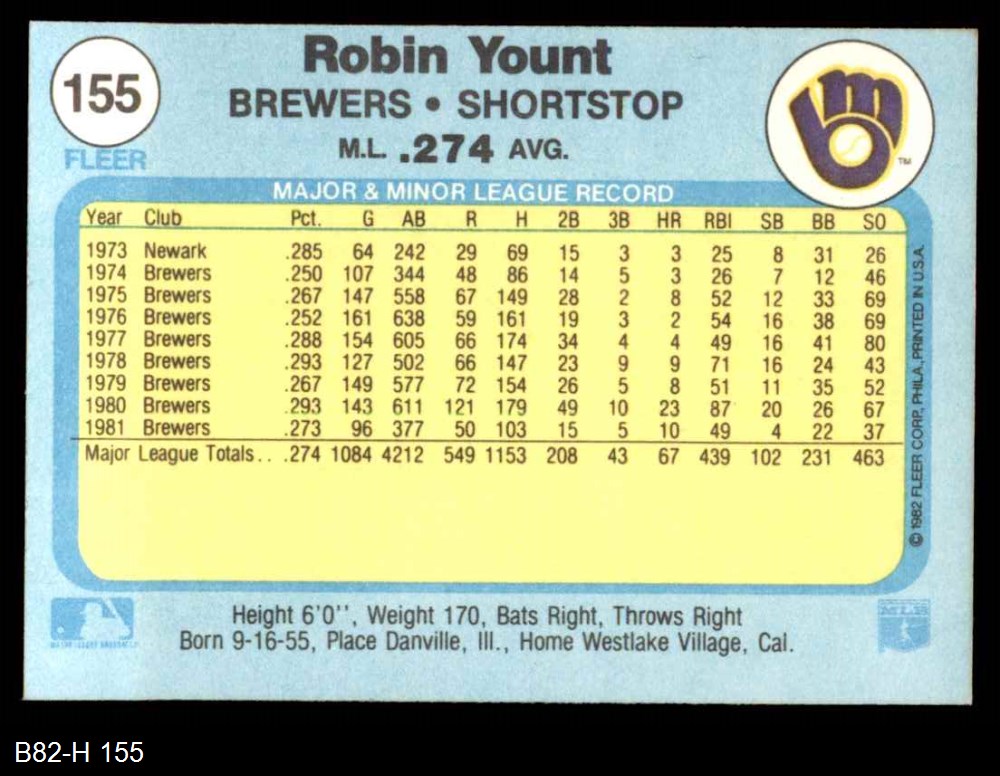 155
FLEER
Robin Yount
BREWERS • SHORTSTOP
M.L. .274 AVG.
m
b
TM
MAJOR & MINOR LEAGUE RECORD
Year Club Pct. G AB R H 2B 3B HR RBI SB BB SO
1973 Newark .285 64 242 29 69 15 3 3 25 8 31 26
1974 Brewers .250 107 344 48 86 14 5 3 26 7 12 46
1975 Brewers .267 147 558 67 149 28 2 8 52 12 33 69
1976 Brewers .252 161 638 59 161 19 3 2 54 16 38 69
1977 Brewers .288 154 605 66 174 34 4 4 49 16 41 80
1978 Brewers .293 127 502 66 147 23 9 9 71 16 24 43
1979 Brewers .267 149 577 72 154 26 5 8 51 11 35 52
1980 Brewers .293 143 611 121 179 49 10 23 87 20 26 67
1981 Brewers .273 96 377 50 103 15 5 10 49 4 22 37
Major League Totals... .274 1084 4212 549 1153 208 43 67 439 102 231 463
© 1982 FLEER CORP., PHILA., PRINTED IN U.S.A.
Height 6'0'', Weight 170, Bats Right, Throws Right
Born 9-16-55, Place Danville, Ill., Home Westlake Village, Cal.
MLB
B82-H 155